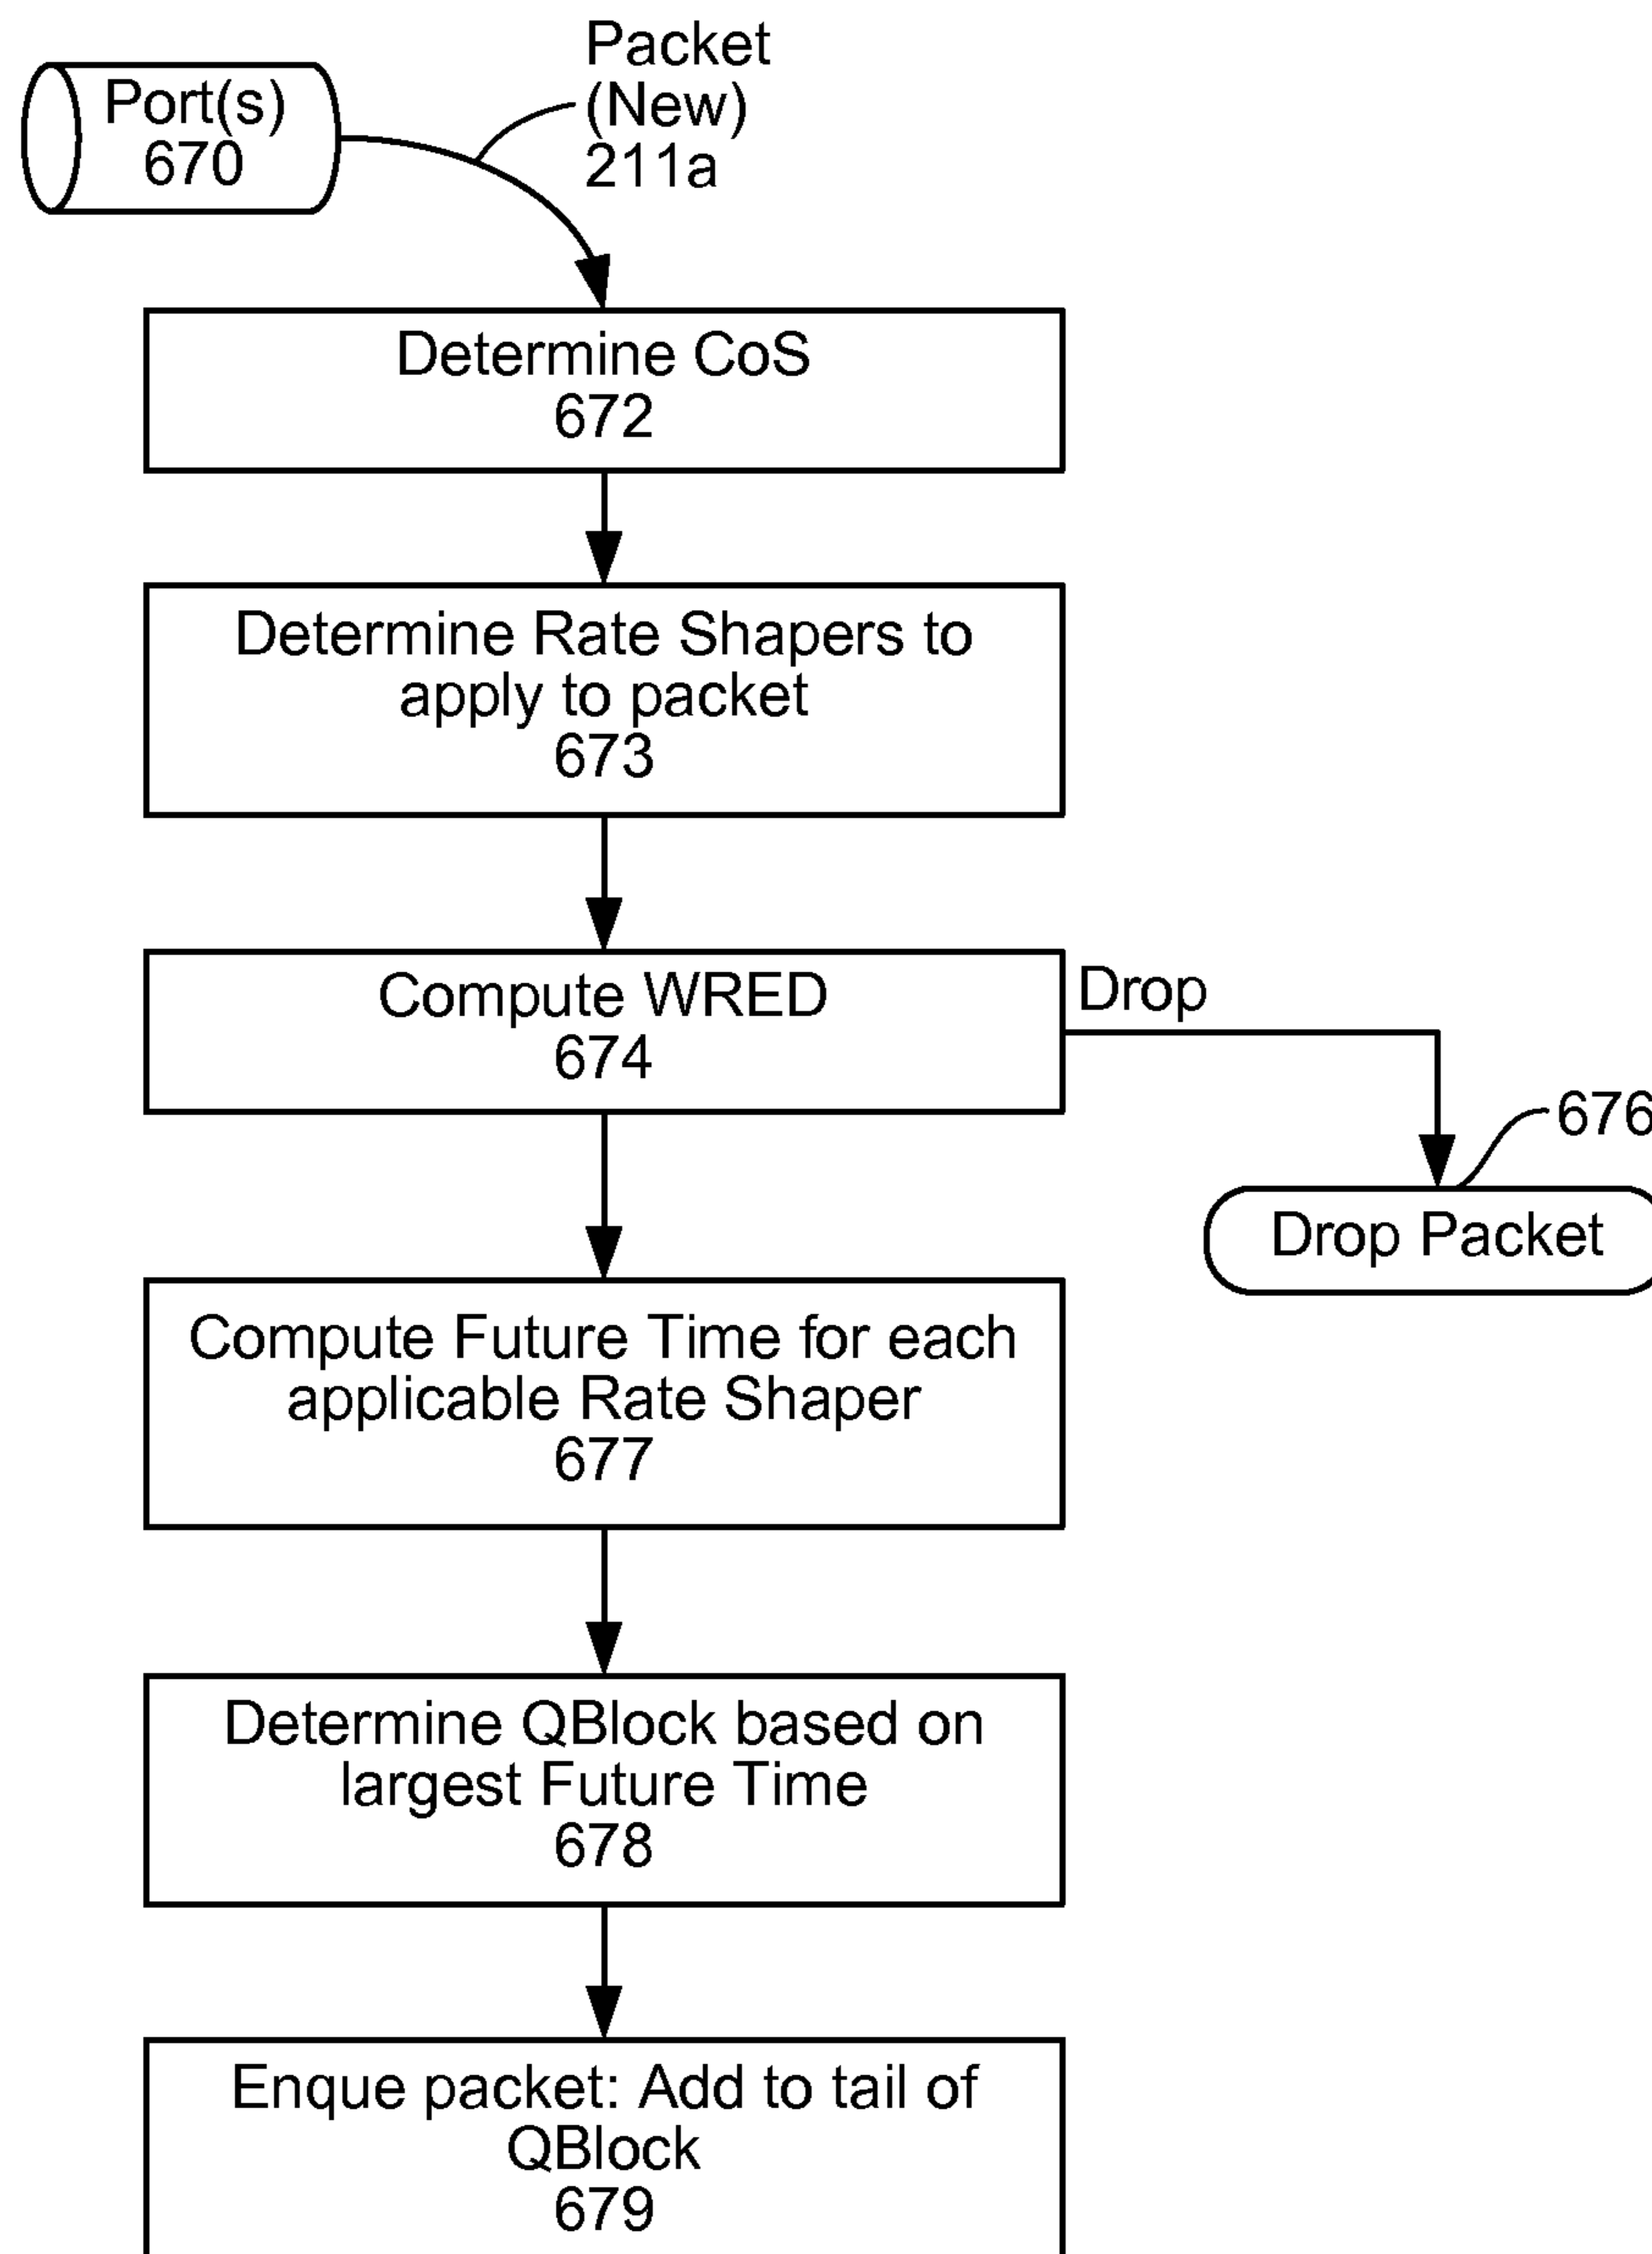 Packet
(New)
211a
Port(s)
670
Determine CoS
672
Determine Rate Shapers to
apply to packet
673
Compute WRED
674
Drop
676
Drop Packet
Compute Future Time for each
applicable Rate Shaper
677
Determine QBlock based on
largest Future Time
678
Enque packet: Add to tail of
QBlock
679